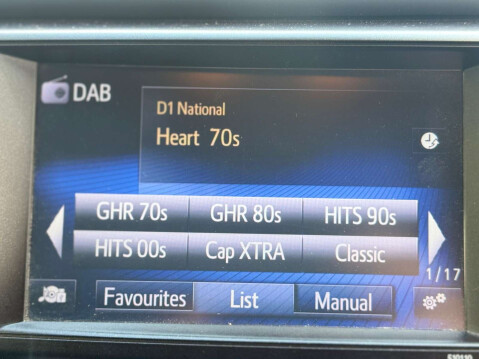 DAB
D1 National
Heart 70s
GHR 70s GHR 80s HITS 90s
HITS 00s Cap XTRA Classic
1/17
Favourites List Manual
510110